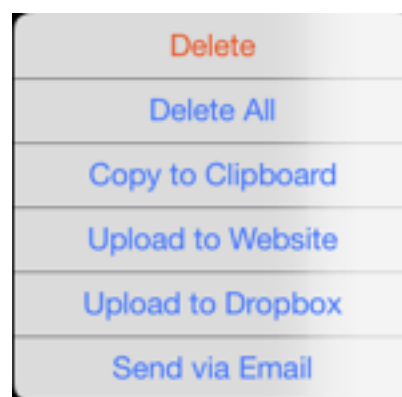 Delete
Delete All
Copy to Clipboard
Upload to Website
Upload to Dropbox
Send via Email